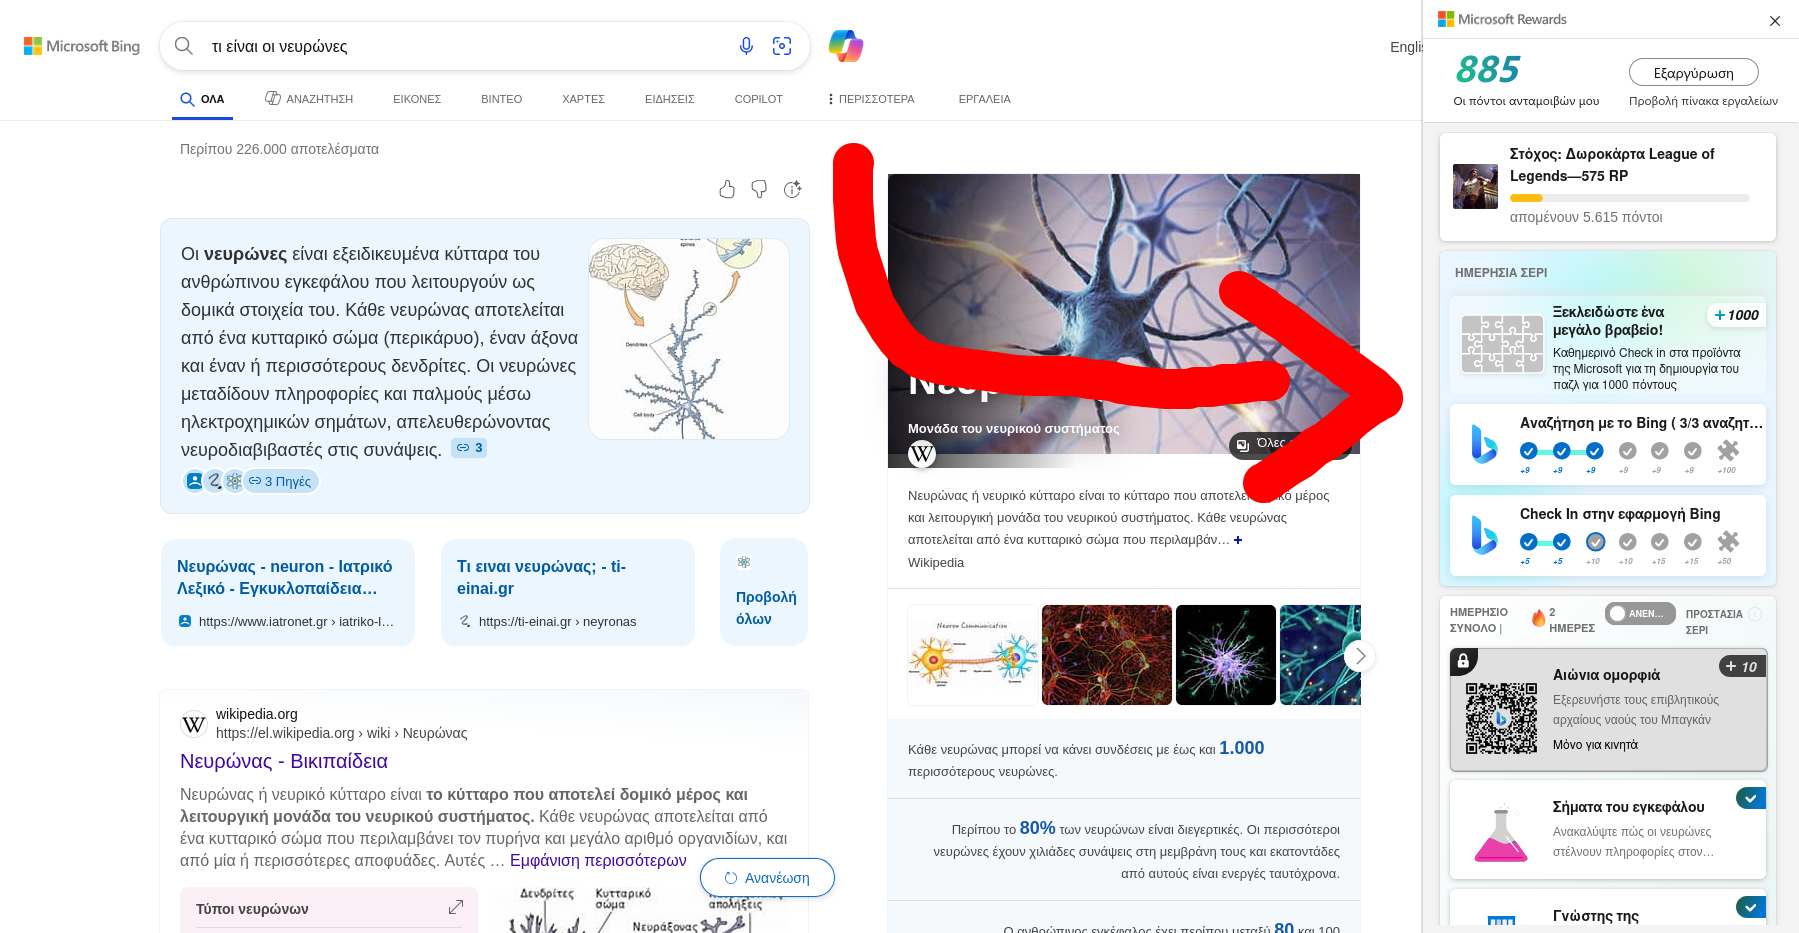 Microsoft Bing
τι είναι οι νευρώνες
Englis
ΟΛΑ
ΑΝΑΖΗΤΗΣΗ
ΕΙΚΟΝΕΣ
ΒΙΝΤΕΟ
ΧΑΡΤΕΣ
ΕΙΔΗΣΕΙΣ
COPILOT
ΠΕΡΙΣΣΟΤΕΡΑ
ΕΡΓΑΛΕΙΑ
Περίπου 226.000 αποτελέσματα
Οι νευρώνες είναι εξειδικευμένα κύτταρα του
ανθρώπινου εγκεφάλου που λειτουργούν ως
δομικά στοιχεία του. Κάθε νευρώνας αποτελείται
από ένα κυτταρικό σώμα (περικάρυο), έναν άξονα
και έναν ή περισσότερους δενδρίτες. Οι νευρώνες
μεταδίδουν πληροφορίες και παλμούς μέσω
ηλεκτροχημικών σημάτων, απελευθερώνοντας
νευροδιαβιβαστές στις συνάψεις. 3
spines
Dendrites
Cell body
3 Πηγές
Νευρώνας - neuron - Ιατρικό
Λεξικό - Εγκυκλοπαίδεια…
https://www.iatronet.gr › iatriko-l…
Τι ειναι νευρώνας; - ti-
einai.gr
https://ti-einai.gr › neyronas
Προβολή
όλων
W
wikipedia.org
https://el.wikipedia.org › wiki › Νευρώνας
Νευρώνας - Βικιπαίδεια
Νευρώνας ή νευρικό κύτταρο είναι το κύτταρο που αποτελεί δομικό μέρος και
λειτουργική μονάδα του νευρικού συστήματος. Κάθε νευρώνας αποτελείται από
ένα κυτταρικό σώμα που περιλαμβάνει τον πυρήνα και μεγάλο αριθμό οργανιδίων, και
από μία ή περισσότερες αποφυάδες. Αυτές … Εμφάνιση περισσότερων
Ανανέωση
Τύποι νευρώνων
Δενδρίτες
Κυτταρικό
σώμα
απολήξεις
Νευράξονας
Μονάδα του νευρικού συστήματος
W
Όλες
Νευρώνας ή νευρικό κύτταρο είναι το κύτταρο που αποτελεί μέρος
και λειτουργική μονάδα του νευρικού συστήματος. Κάθε νευρώνας
αποτελείται από ένα κυτταρικό σώμα που περιλαμβάν… +
Wikipedia
Neuron Communication
Κάθε νευρώνας μπορεί να κάνει συνδέσεις με έως και 1.000
περισσότερους νευρώνες.
Περίπου το 80% των νευρώνων είναι διεγερτικές. Οι περισσότεροι
νευρώνες έχουν χιλιάδες συνάψεις στη μεμβράνη τους και εκατοντάδες
από αυτούς είναι ενεργές ταυτόχρονα.
Ο ανθρώπινος εγκέφαλος έχει περίπου μεταξύ 80 και 100
Microsoft Rewards
885
Οι πόντοι ανταμοιβών μου
Εξαργύρωση
Προβολή πίνακα εργαλείων
Στόχος: Δωροκάρτα League of
Legends—575 RP
απομένουν 5.615 πόντοι
ΗΜΕΡΗΣΙΑ ΣΕΡΙ
Ξεκλειδώστε ένα
μεγάλο βραβείο!
+1000
Καθημερινό Check in στα προϊόντα
της Microsoft για τη δημιουργία του
παζλ για 1000 πόντους
Αναζήτηση με το Bing ( 3/3 αναζητ…
+9 +9 +9 +9 +9 +9 +100
Check In στην εφαρμογή Bing
+5 +5 +10 +10 +15 +15 +50
ΗΜΕΡΗΣΙΟ
ΣΥΝΟΛΟ |
2
ΗΜΕΡΕΣ
ΑΝΕΝ…
ΠΡΟΣΤΑΣΙΑ
ΣΕΡΙ
+ 10
Αιώνια ομορφιά
Εξερευνήστε τους επιβλητικούς
αρχαίους ναούς του Μπαγκάν
Μόνο για κινητά
Σήματα του εγκεφάλου
Ανακαλύψτε πώς οι νευρώνες
στέλνουν πληροφορίες στον…
Γνώστης της